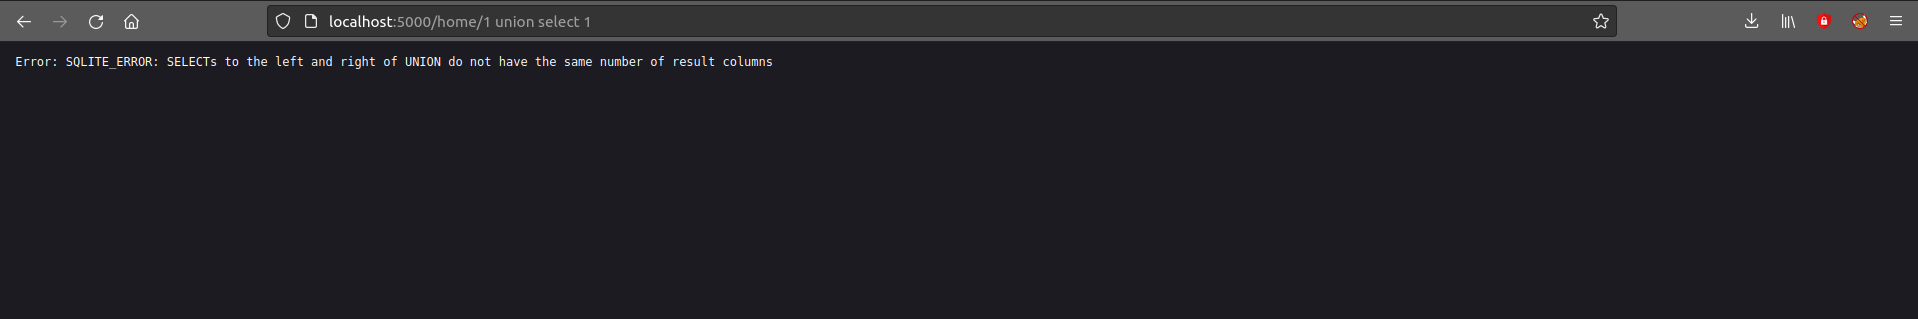 localhost:5000/home/1 union select 1
Error: SQLITE_ERROR: SELECTs to the left and right of UNION do not have the same number of result columns